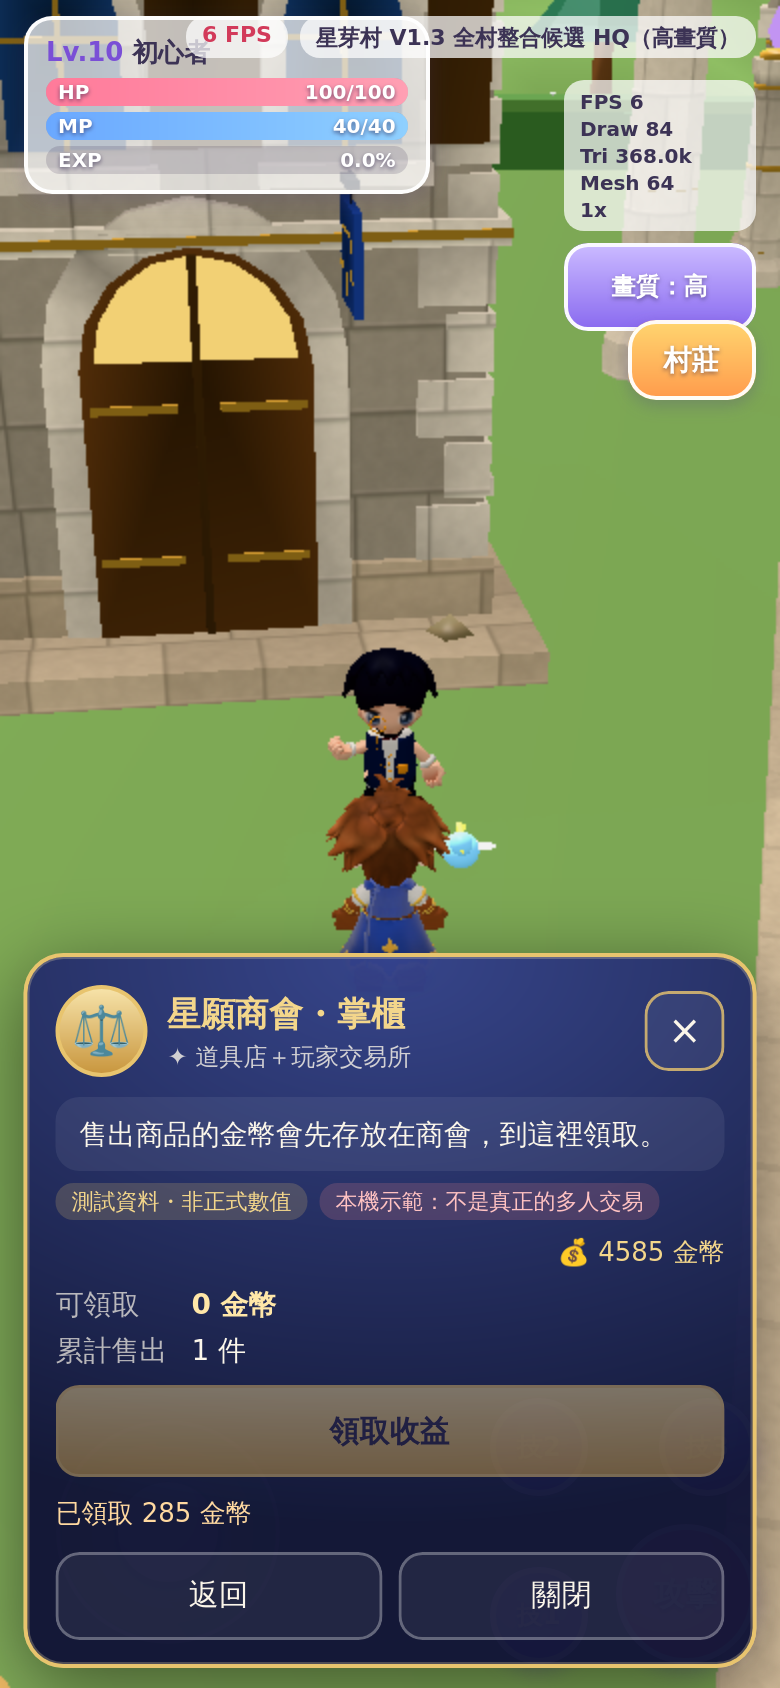 Lv.10 初心者
6 FPS
星芽村 V1.3 全村整合候選 HQ（高畫質）
HP 100/100
MP 40/40
EXP 0.0%
FPS 6
Draw 84
Tri 368.0k
Mesh 64
1x
畫質：高
村莊
星願商會・掌櫃
✦ 道具店＋玩家交易所
×
售出商品的金幣會先存放在商會，到這裡領取。
測試資料・非正式數值
本機示範：不是真正的多人交易
💰 4585 金幣
可領取 0 金幣
累計售出 1 件
領取收益
已領取 285 金幣
返回
關閉